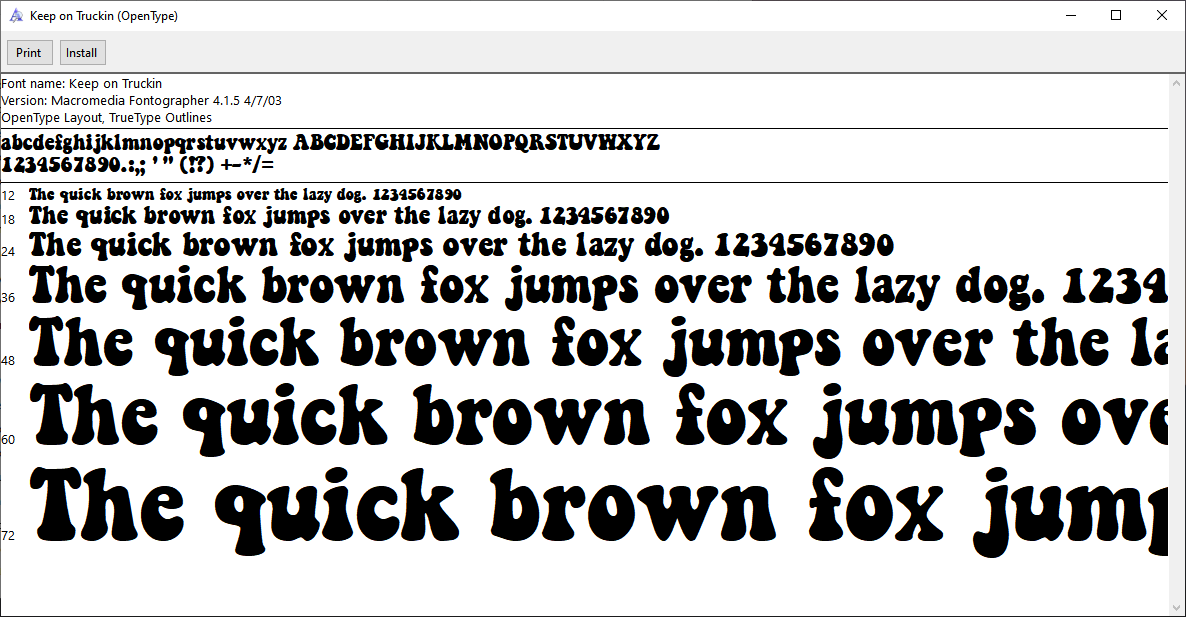 Keep on Truckin (OpenType)
Print Install
Font name: Keep on Truckin
Version: Macromedia Fontographer 4.1.5 4/7/03
OpenType Layout, TrueType Outlines
abcdefghijklmnopqrstuvwxyz ABCDEFGHIJKLMNOPQRSTUVWXYZ
1234567890.:,; ' " (!?) +-*/=
12 The quick brown fox jumps over the lazy dog. 1234567890
18 The quick brown fox jumps over the lazy dog. 1234567890
24 The quick brown fox jumps over the lazy dog. 1234567890
36 The quick brown fox jumps over the lazy dog. 1234
48 The quick brown fox jumps over the la
60 The quick brown fox jumps ove
72 The quick brown fox jump